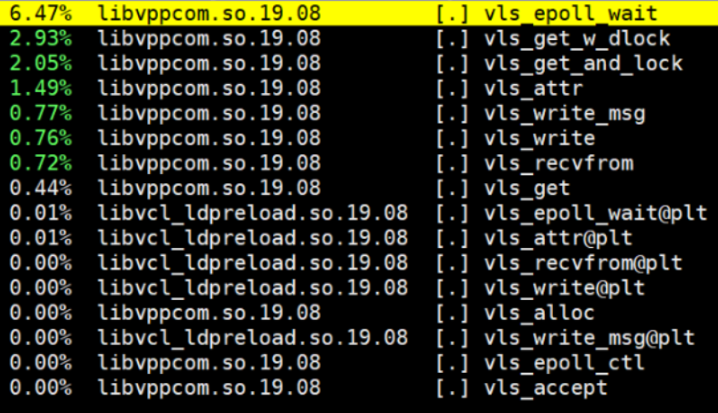 6.47% libvppcom.so.19.08 [.] vls_epoll_wait
2.93% libvppcom.so.19.08 [.] vls_get_w_dlock
2.05% libvppcom.so.19.08 [.] vls_get_and_lock
1.49% libvppcom.so.19.08 [.] vls_attr
0.77% libvppcom.so.19.08 [.] vls_write_msg
0.76% libvppcom.so.19.08 [.] vls_write
0.72% libvppcom.so.19.08 [.] vls_recvfrom
0.44% libvppcom.so.19.08 [.] vls_get
0.01% libvcl_ldpreload.so.19.08 [.] vls_epoll_wait@plt
0.01% libvcl_ldpreload.so.19.08 [.] vls_attr@plt
0.00% libvcl_ldpreload.so.19.08 [.] vls_recvfrom@plt
0.00% libvcl_ldpreload.so.19.08 [.] vls_write@plt
0.00% libvppcom.so.19.08 [.] vls_alloc
0.00% libvcl_ldpreload.so.19.08 [.] vls_write_msg@plt
0.00% libvppcom.so.19.08 [.] vls_epoll_ctl
0.00% libvppcom.so.19.08 [.] vls_accept